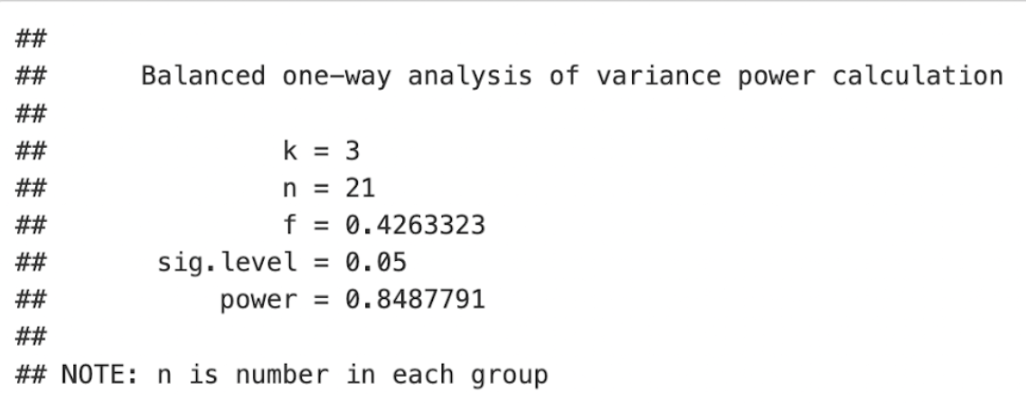 ##
##      Balanced one-way analysis of variance power calculation
##
##               k = 3
##               n = 21
##               f = 0.4263323
##       sig.level = 0.05
##           power = 0.8487791
##
## NOTE: n is number in each group